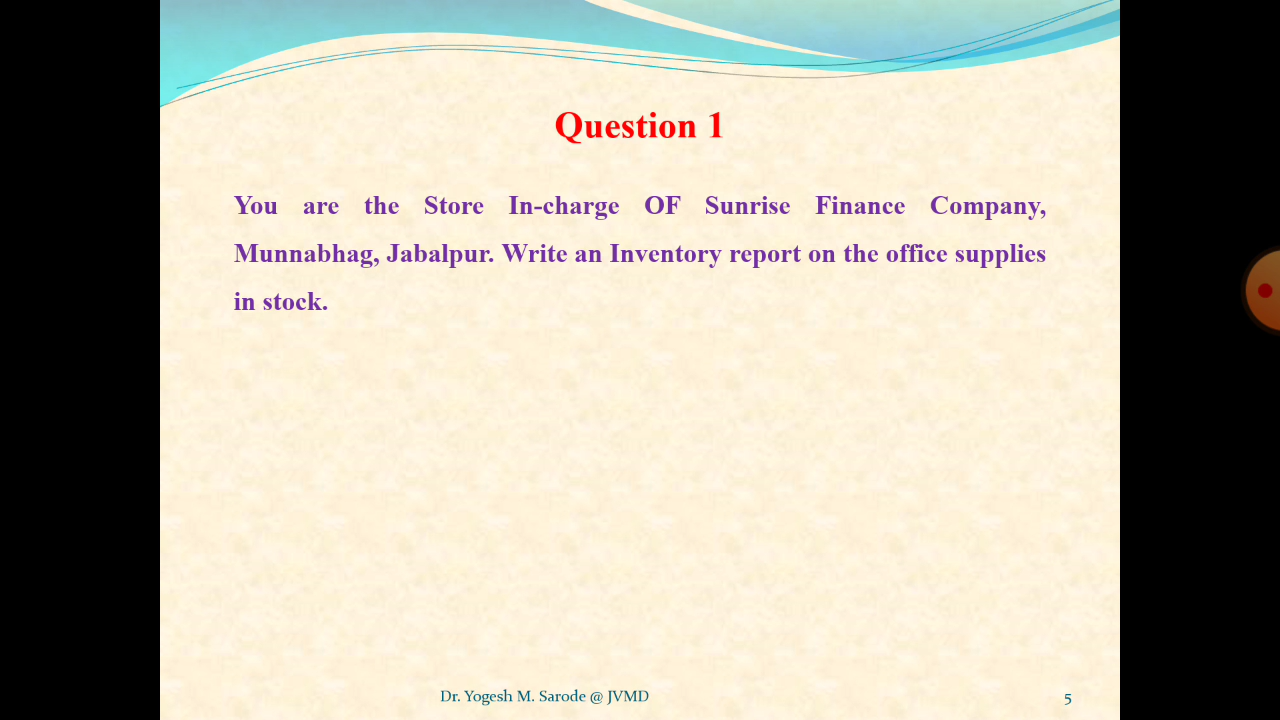 Question 1
You are the Store In-charge OF Sunrise Finance Company,
Munnabhag, Jabalpur. Write an Inventory report on the office supplies
in stock.
Dr. Yogesh M. Sarode @ JVMD
5